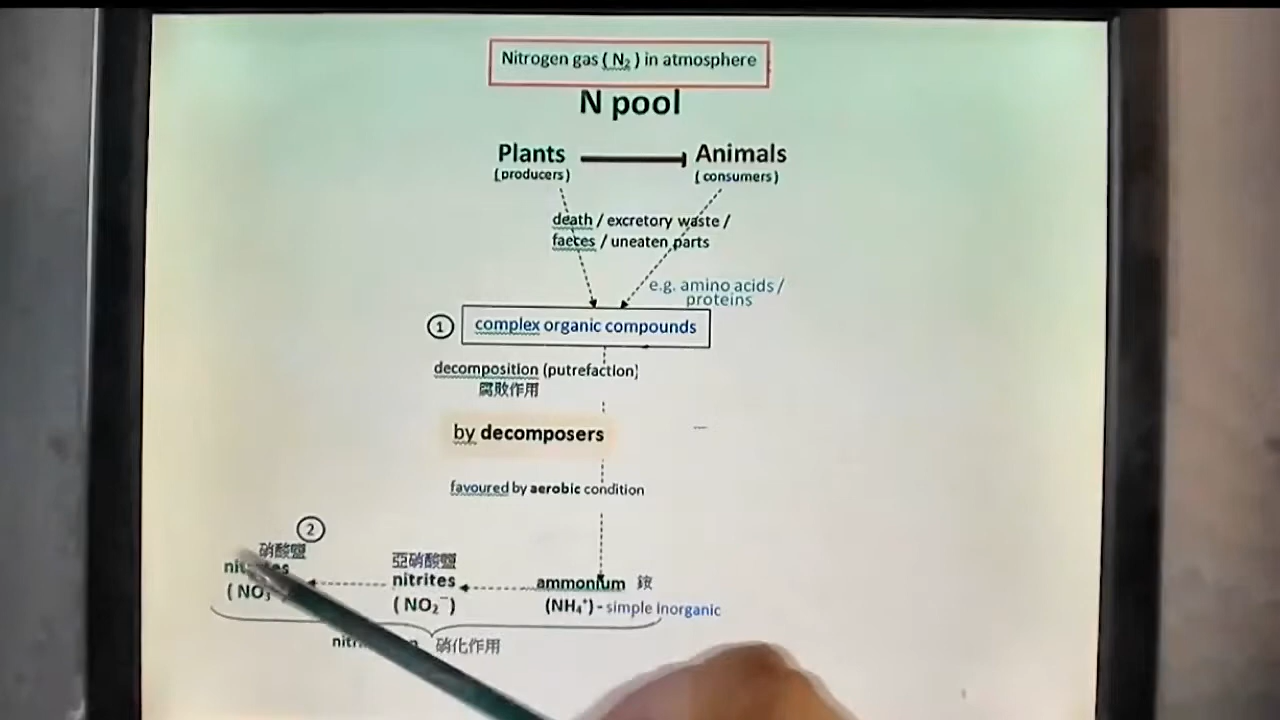 Nitrogen gas ( N₂ ) in atmosphere
N pool
Plants Animals
(producers) (consumers)
death / excretory waste /
faeces / uneaten parts
e.g. amino acids /
proteins
① complex organic compounds
decomposition (putrefaction)
腐敗作用
by decomposers
favoured by aerobic condition
②
硝酸鹽 亞硝酸鹽
nitrites ammonium 銨
(NO₂⁻) (NH₄⁺) - simple inorganic
硝化作用